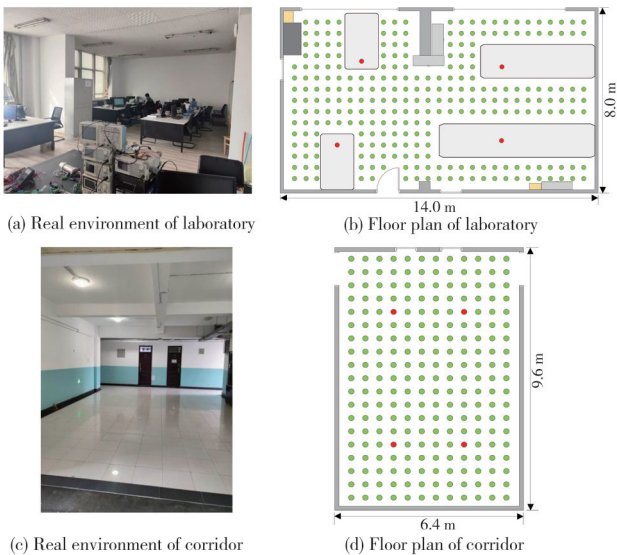 8.0 m
14.0 m
(a) Real environment of laboratory
(b) Floor plan of laboratory
9.6 m
6.4 m
(c) Real environment of corridor
(d) Floor plan of corridor